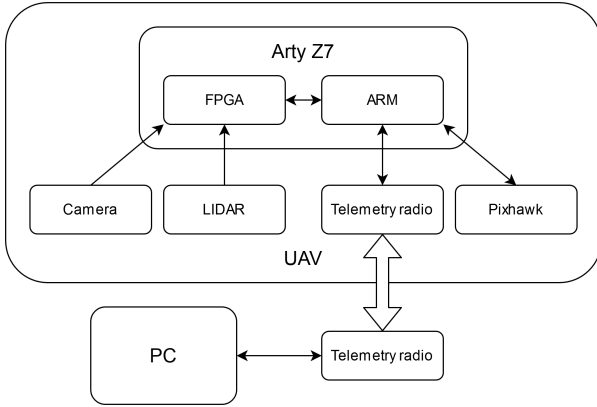 Arty Z7
FPGA
ARM
Camera
LIDAR
Telemetry radio
Pixhawk
UAV
PC
Telemetry radio